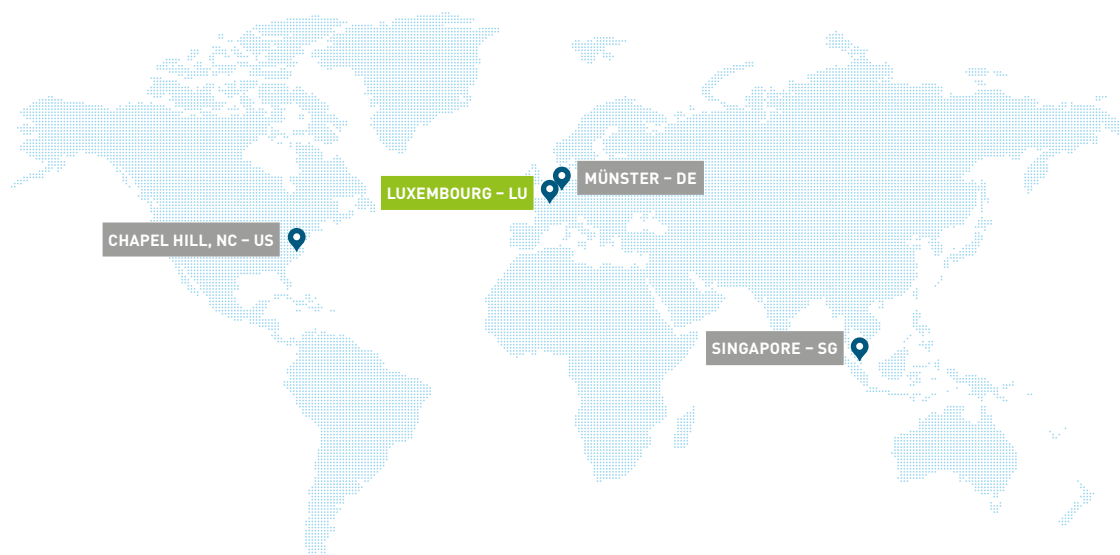 MÜNSTER – DE
LUXEMBOURG – LU
CHAPEL HILL, NC – US
SINGAPORE – SG